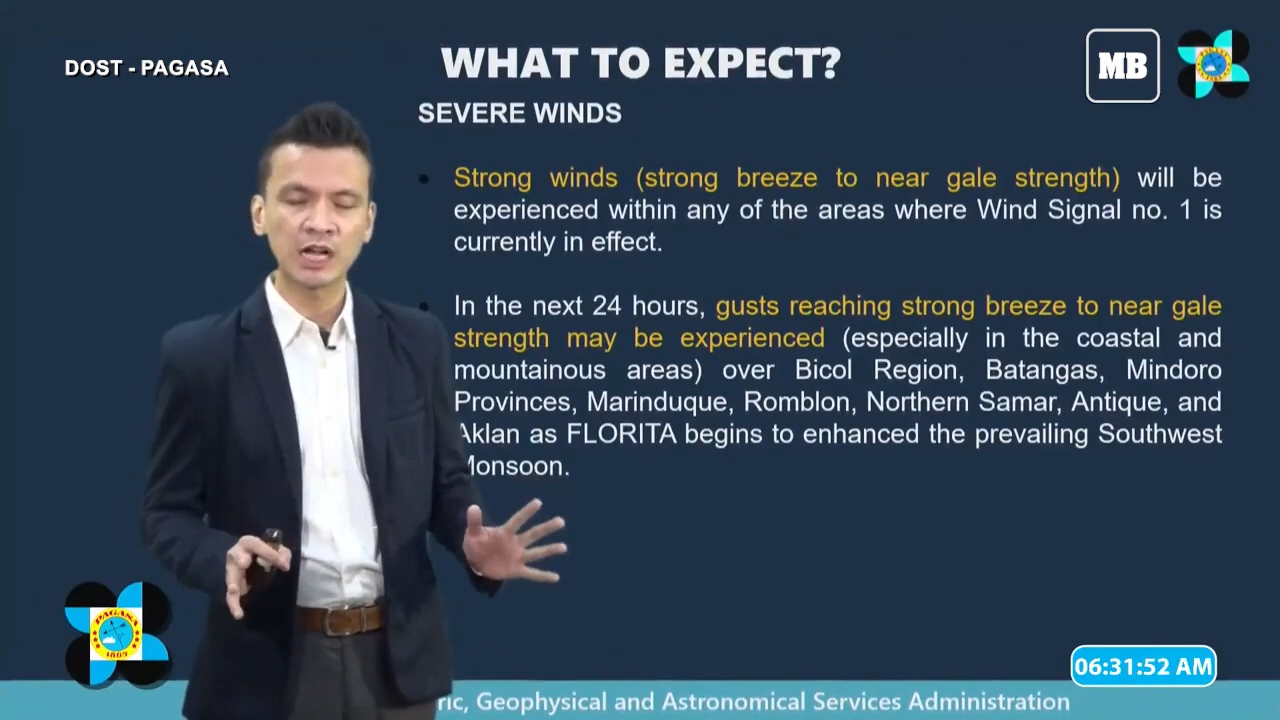 DOST - PAGASA
WHAT TO EXPECT?
MB
SEVERE WINDS
Strong winds (strong breeze to near gale strength) will be
experienced within any of the areas where Wind Signal no. 1 is
currently in effect.
In the next 24 hours, gusts reaching strong breeze to near gale
strength may be experienced (especially in the coastal and
mountainous areas) over Bicol Region, Batangas, Mindoro
Provinces, Marinduque, Romblon, Northern Samar, Antique, and
Aklan as FLORITA begins to enhanced the prevailing Southwest
Monsoon.
PAGASA
1865
06:31:52 AM
ric, Geophysical and Astronomical Services Administration